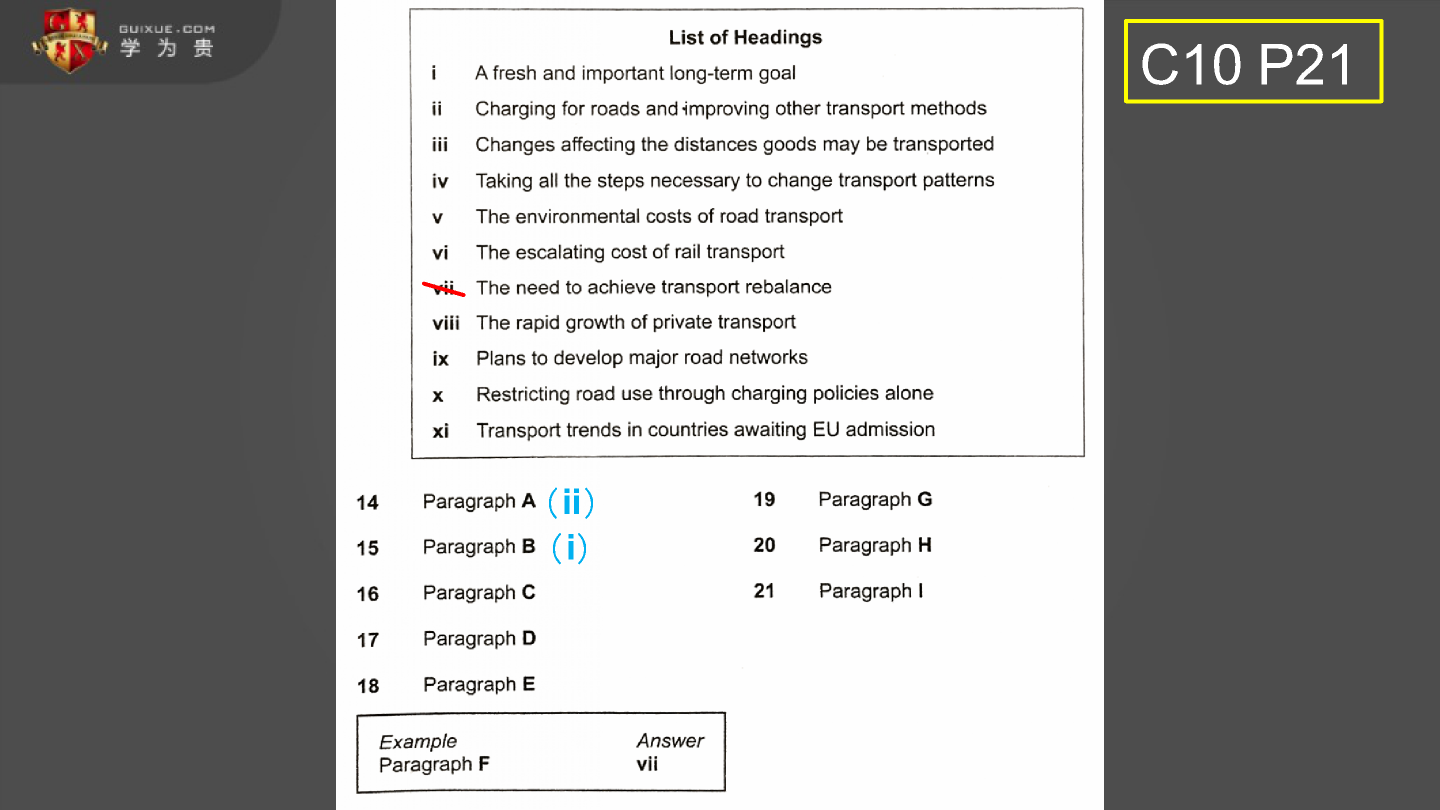 GUIXUE.COM
学为贵
C10 P21
List of Headings
i A fresh and important long-term goal
ii Charging for roads and improving other transport methods
iii Changes affecting the distances goods may be transported
iv Taking all the steps necessary to change transport patterns
v The environmental costs of road transport
vi The escalating cost of rail transport
vii The need to achieve transport rebalance
viii The rapid growth of private transport
ix Plans to develop major road networks
x Restricting road use through charging policies alone
xi Transport trends in countries awaiting EU admission
14 Paragraph A (ii)
15 Paragraph B (i)
16 Paragraph C
17 Paragraph D
18 Paragraph E
19 Paragraph G
20 Paragraph H
21 Paragraph I
Example Answer
Paragraph F vii